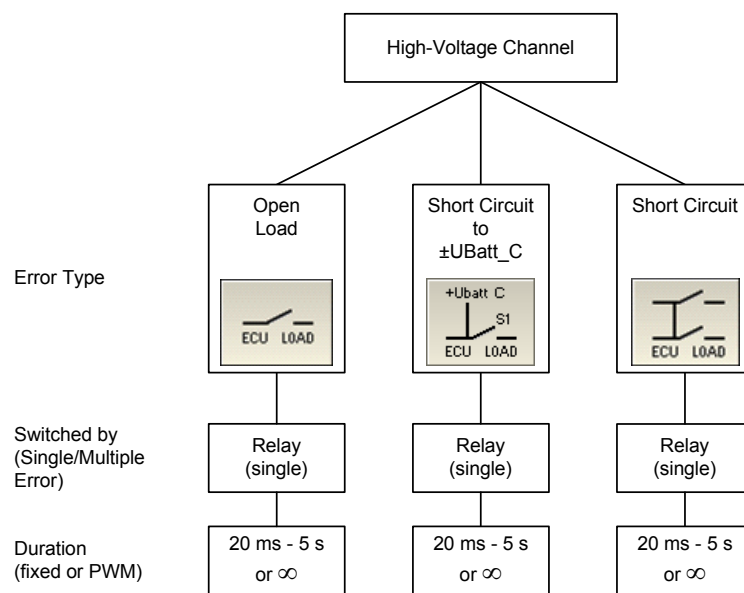 High-Voltage Channel
Error Type
Open
Load
ECU LOAD
Short Circuit
to
±UBatt_C
+Ubatt C
S1
ECU LOAD
Short Circuit
ECU LOAD
Switched by
(Single/Multiple
Error)
Relay
(single)
Relay
(single)
Relay
(single)
Duration
(fixed or PWM)
20 ms - 5 s
or ∞
20 ms - 5 s
or ∞
20 ms - 5 s
or ∞